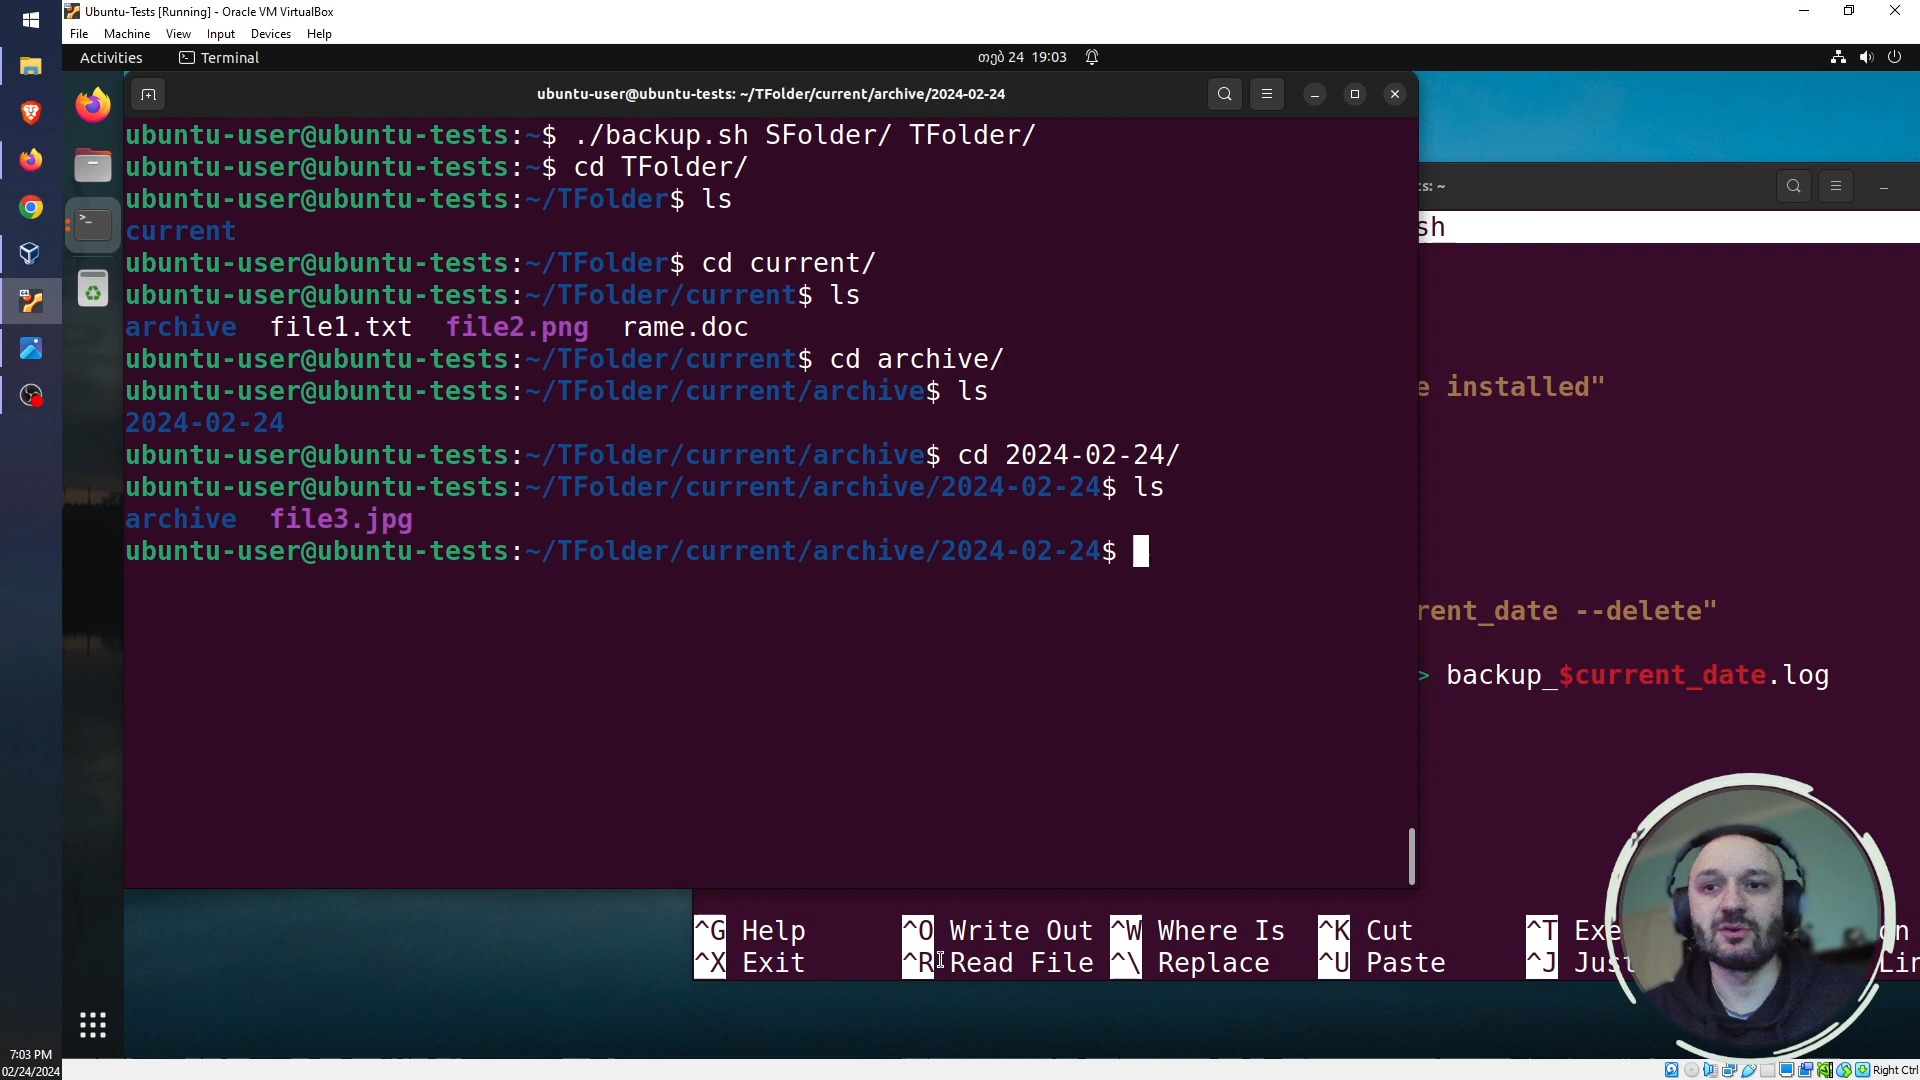 Ubuntu-Tests [Running] - Oracle VM VirtualBox
File Machine View Input Devices Help
Activities Terminal
თებ 24 19:03
ubuntu-user@ubuntu-tests: ~/TFolder/current/archive/2024-02-24
ubuntu-user@ubuntu-tests:~$ ./backup.sh SFolder/ TFolder/
ubuntu-user@ubuntu-tests:~$ cd TFolder/
ubuntu-user@ubuntu-tests:~/TFolder$ ls
current
ubuntu-user@ubuntu-tests:~/TFolder$ cd current/
ubuntu-user@ubuntu-tests:~/TFolder/current$ ls
archive file1.txt file2.png rame.doc
ubuntu-user@ubuntu-tests:~/TFolder/current$ cd archive/
ubuntu-user@ubuntu-tests:~/TFolder/current/archive$ ls
2024-02-24
ubuntu-user@ubuntu-tests:~/TFolder/current/archive$ cd 2024-02-24/
ubuntu-user@ubuntu-tests:~/TFolder/current/archive/2024-02-24$ ls
archive file3.jpg
ubuntu-user@ubuntu-tests:~/TFolder/current/archive/2024-02-24$
ts: ~
sh
e installed"
rent_date --delete"
> backup_$current_date.log
^G Help ^O Write Out ^W Where Is ^K Cut ^T Exe
^X Exit ^R Read File ^\ Replace ^U Paste ^J Jus
7:03 PM
02/24/2024
Right Ctrl